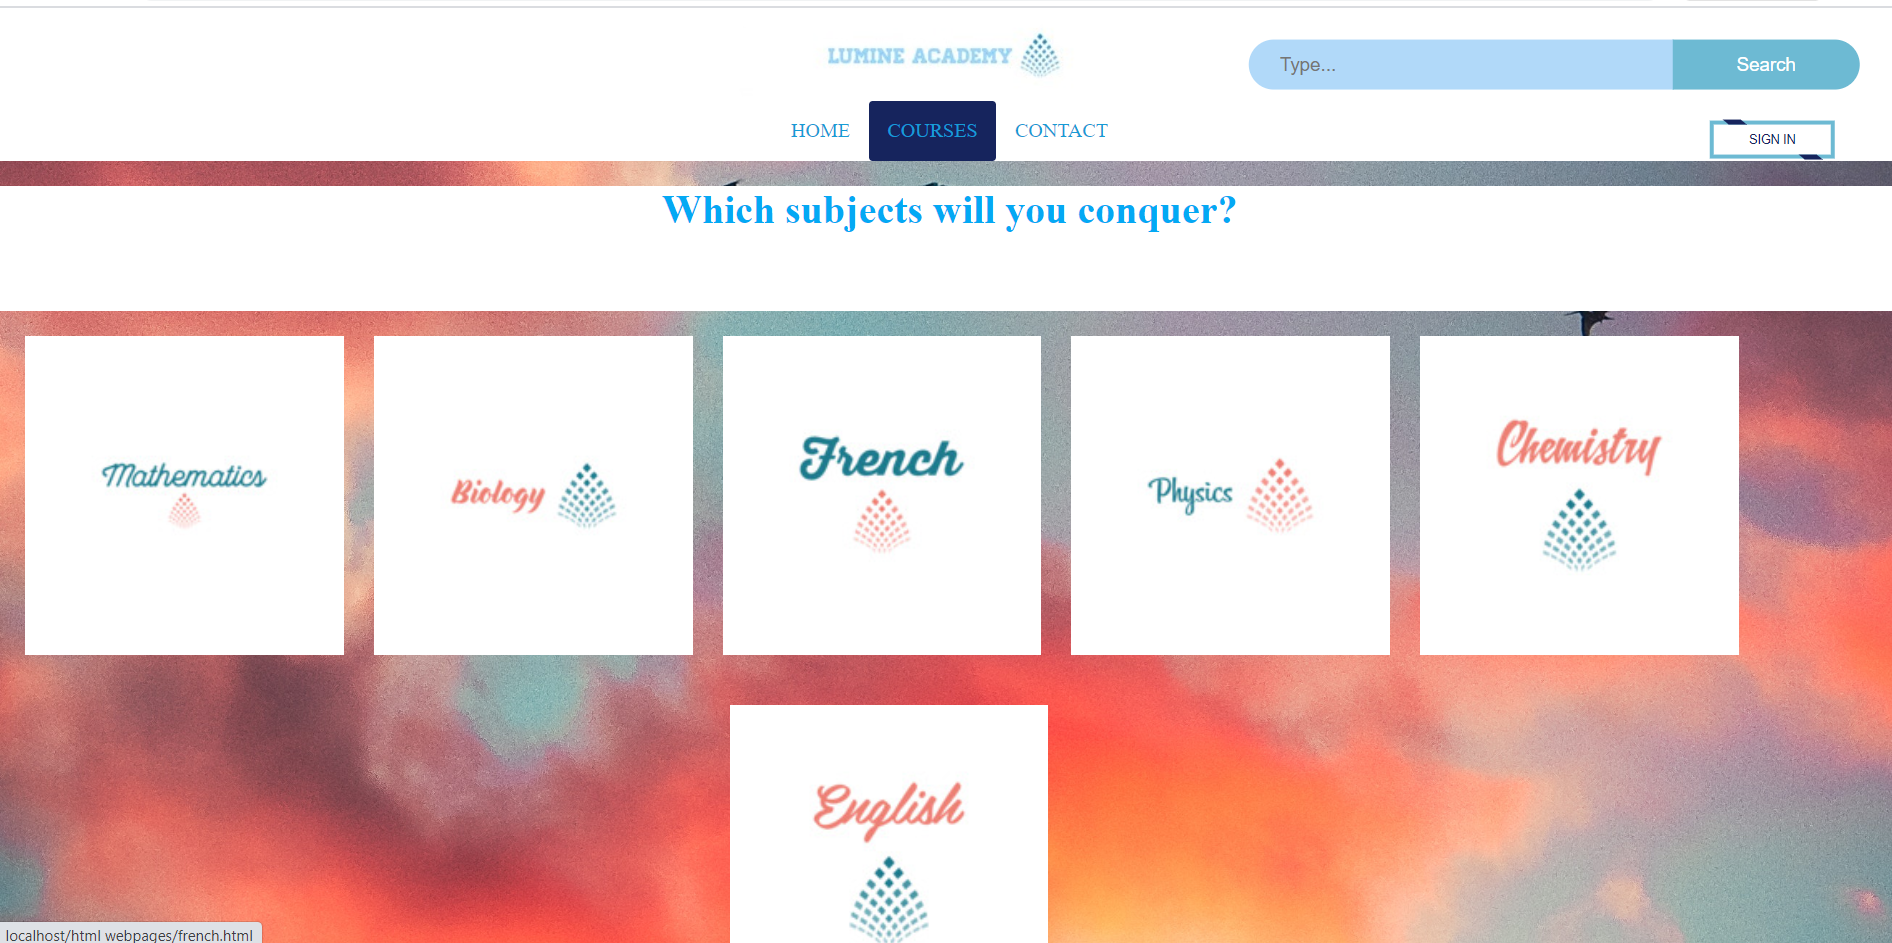 LUMINE ACADEMY
Type...
Search
HOME
COURSES
CONTACT
SIGN IN
Which subjects will you conquer?
Mathematics
Biology
French
Physics
Chemistry
English
localhost/html webpages/french.html